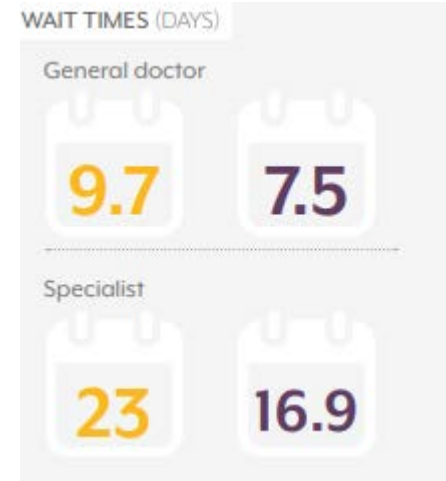 WAIT TIMES (DAYS)
General doctor
9.7 7.5
Specialist
23 16.9